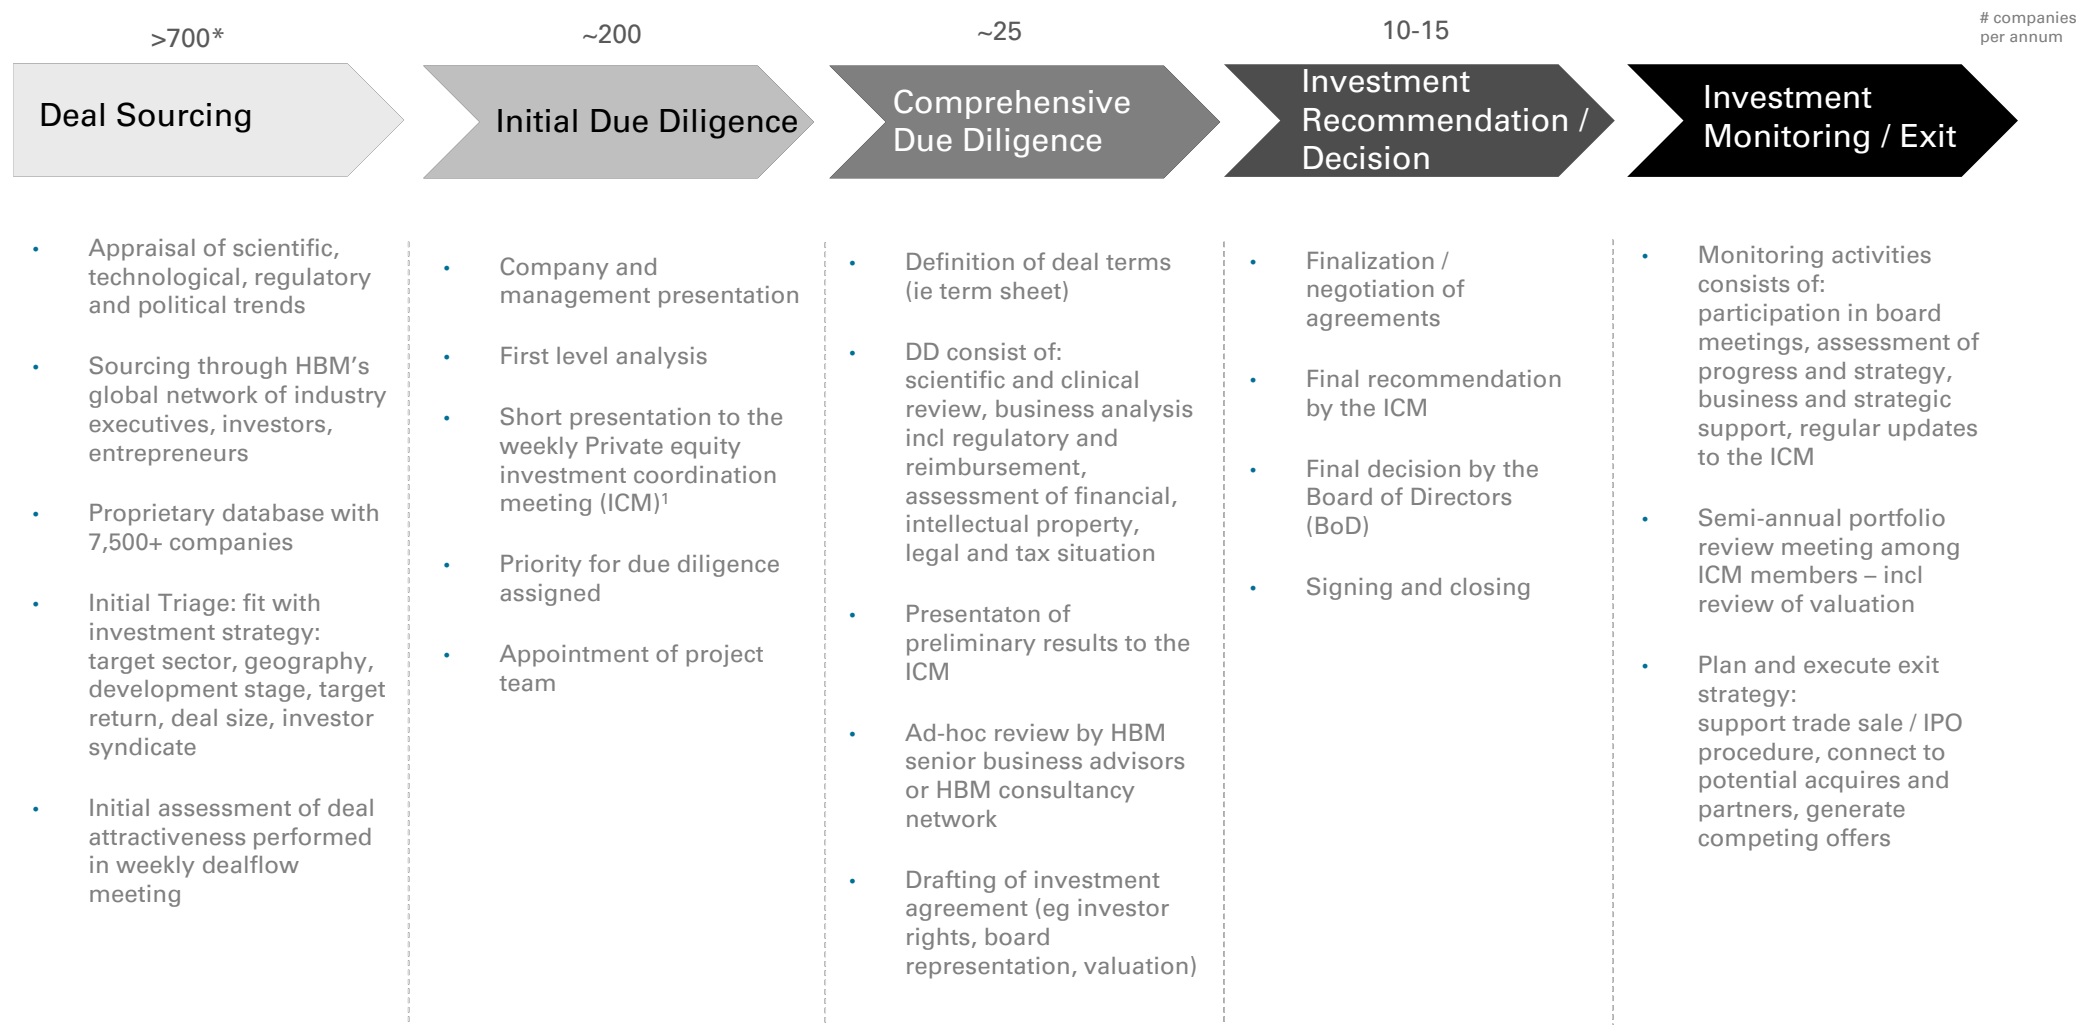 >700*
~200
~25
10-15
# companies
per annum
Deal Sourcing
Initial Due Diligence
Comprehensive
Due Diligence
Investment
Recommendation /
Decision
Investment
Monitoring / Exit
• Appraisal of scientific,
technological, regulatory
and political trends
• Sourcing through HBM’s
global network of industry
executives, investors,
entrepreneurs
• Proprietary database with
7,500+ companies
• Initial Triage: fit with
investment strategy:
target sector, geography,
development stage, target
return, deal size, investor
syndicate
• Initial assessment of deal
attractiveness performed
in weekly dealflow
meeting
• Company and
management presentation
• First level analysis
• Short presentation to the
weekly Private equity
investment coordination
meeting (ICM)¹
• Priority for due diligence
assigned
• Appointment of project
team
• Definition of deal terms
(ie term sheet)
• DD consist of:
scientific and clinical
review, business analysis
incl regulatory and
reimbursement,
assessment of financial,
intellectual property,
legal and tax situation
• Presentaton of
preliminary results to the
ICM
• Ad-hoc review by HBM
senior business advisors
or HBM consultancy
network
• Drafting of investment
agreement (eg investor
rights, board
representation, valuation)
• Finalization /
negotiation of
agreements
• Final recommendation
by the ICM
• Final decision by the
Board of Directors
(BoD)
• Signing and closing
• Monitoring activities
consists of:
participation in board
meetings, assessment of
progress and strategy,
business and strategic
support, regular updates
to the ICM
• Semi-annual portfolio
review meeting among
ICM members – incl
review of valuation
• Plan and execute exit
strategy:
support trade sale / IPO
procedure, connect to
potential acquires and
partners, generate
competing offers